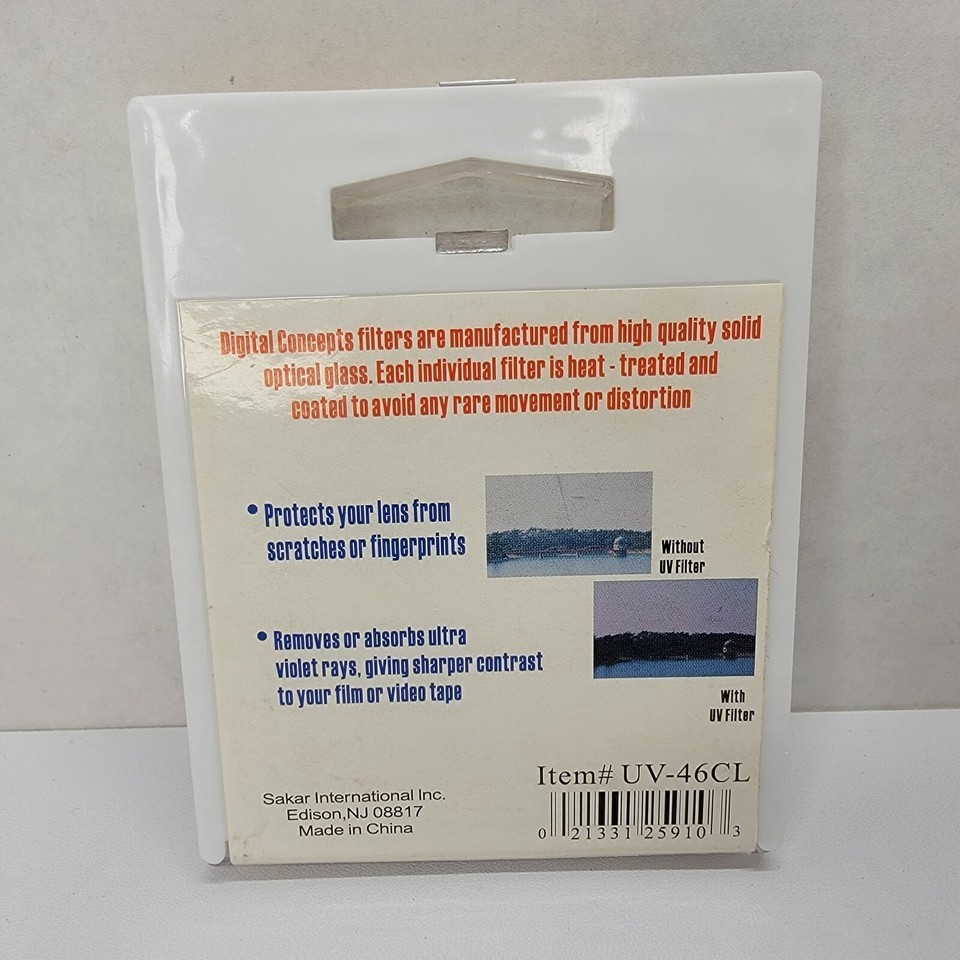 Digital Concepts filters are manufactured from high quality solid
optical glass. Each individual filter is heat - treated and
coated to avoid any rare movement or distortion
• Protects your lens from
scratches or fingerprints
Without
UV Filter
• Removes or absorbs ultra
violet rays, giving sharper contrast
to your film or video tape
With
UV Filter
Sakar International Inc.
Edison,NJ 08817
Made in China
Item# UV-46CL
0 21331 25910 3